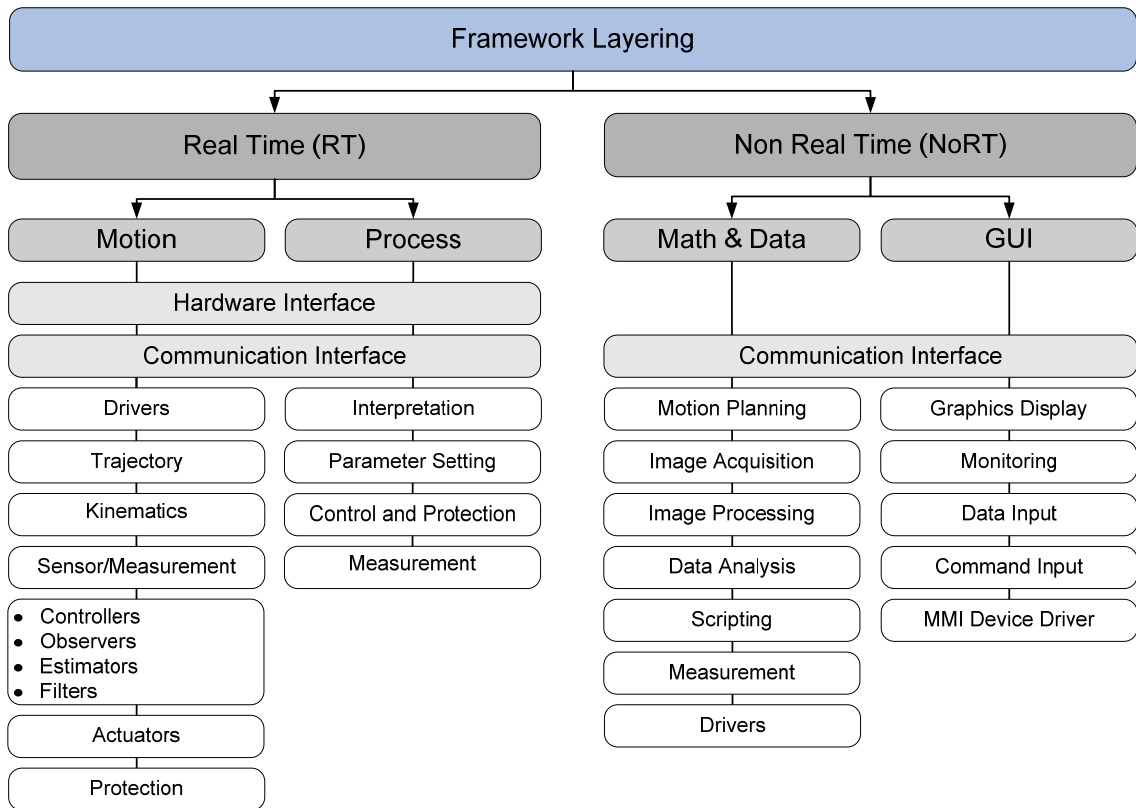 Framework Layering
Real Time (RT)
Non Real Time (NoRT)
Motion
Process
Math & Data
GUI
Hardware Interface
Communication Interface
Communication Interface
Drivers
Interpretation
Motion Planning
Graphics Display
Trajectory
Parameter Setting
Image Acquisition
Monitoring
Kinematics
Control and Protection
Image Processing
Data Input
Sensor/Measurement
Measurement
Data Analysis
Command Input
• Controllers
• Observers
• Estimators
• Filters
Scripting
MMI Device Driver
Measurement
Actuators
Drivers
Protection